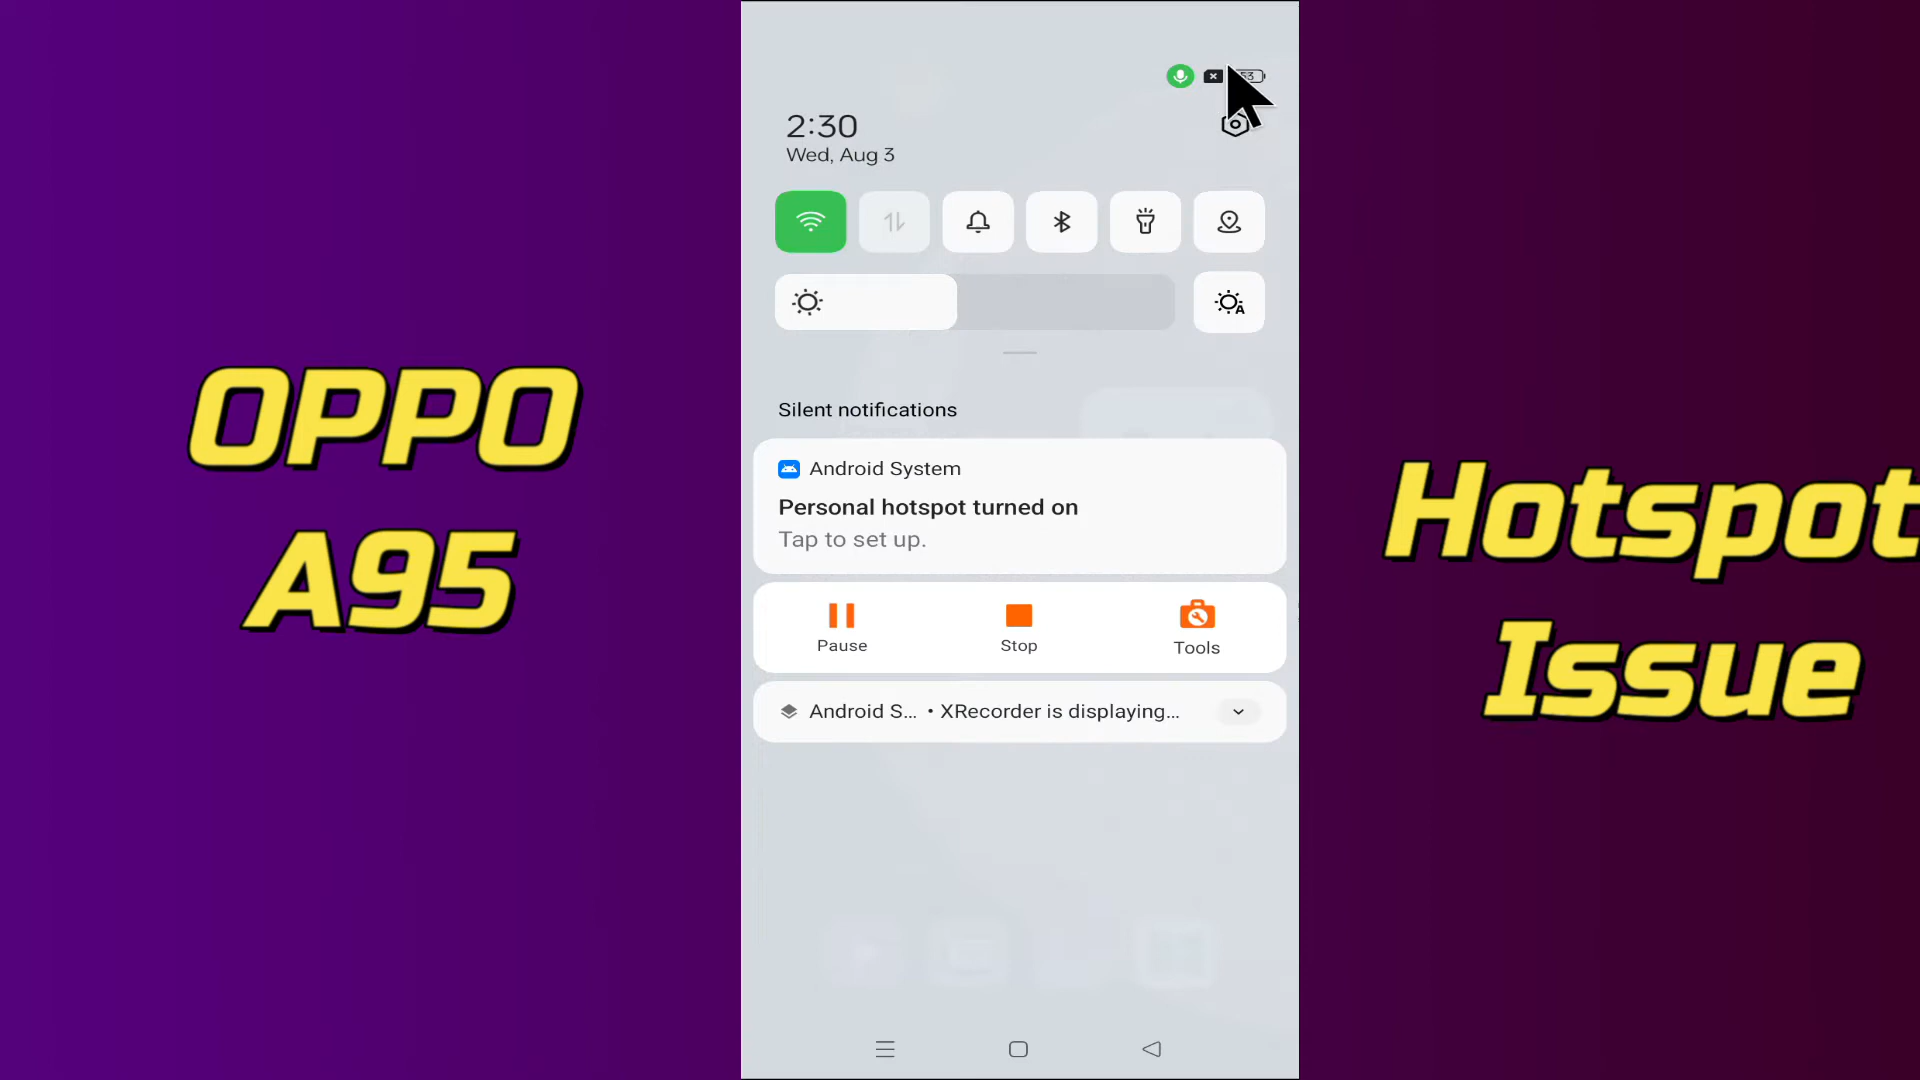 OPPO
A95
2:30
Wed, Aug 3
A
Silent notifications
Android System
Personal hotspot turned on
Tap to set up.
Pause
Stop
Tools
Android S... • XRecorder is displaying...
Hotspot
Issue